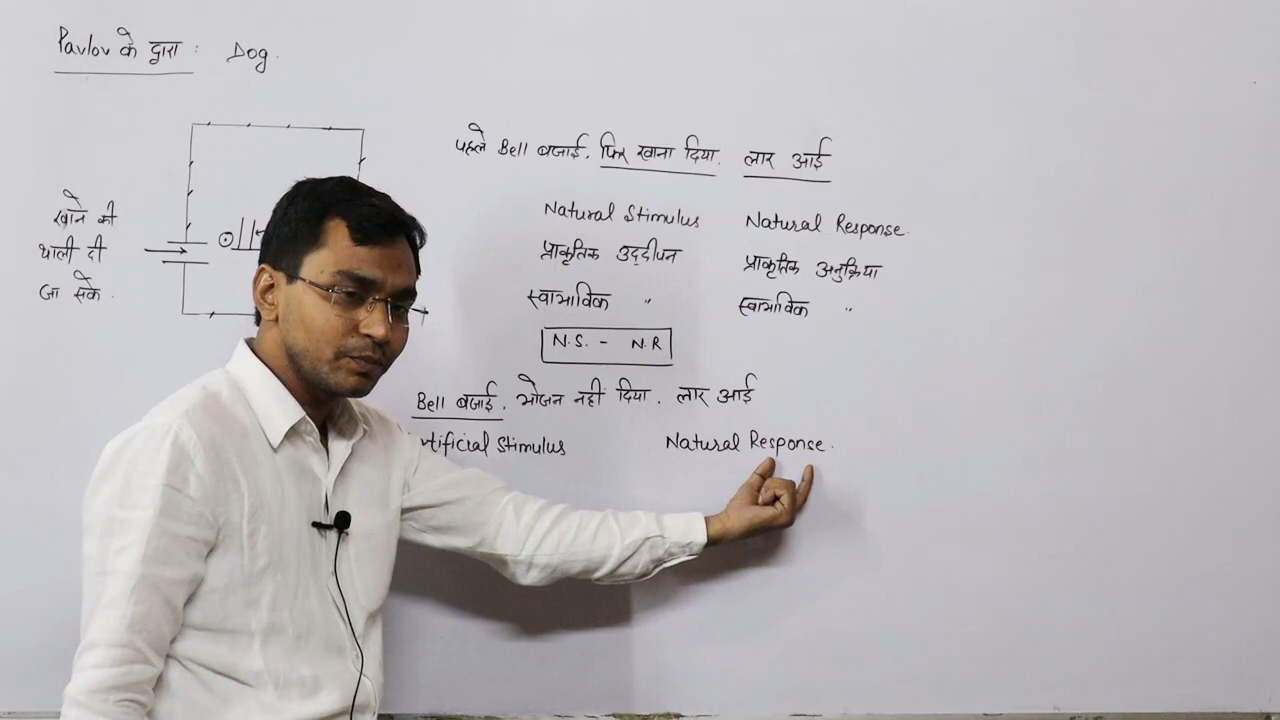 Pavlov के द्वारा : Dog.
खाने की
थाली दी
जा सके.
पहले Bell बजाई. फिर खाना दिया. लार आई
Natural Stimulus Natural Response.
प्राकृतिक उद्दीपन प्राकृतिक अनुक्रिया
स्वाभाविक " स्वाभाविक "
N.S. - N.R
Bell बजाई. भोजन नहीं दिया. लार आई
rtificial Stimulus Natural Response.